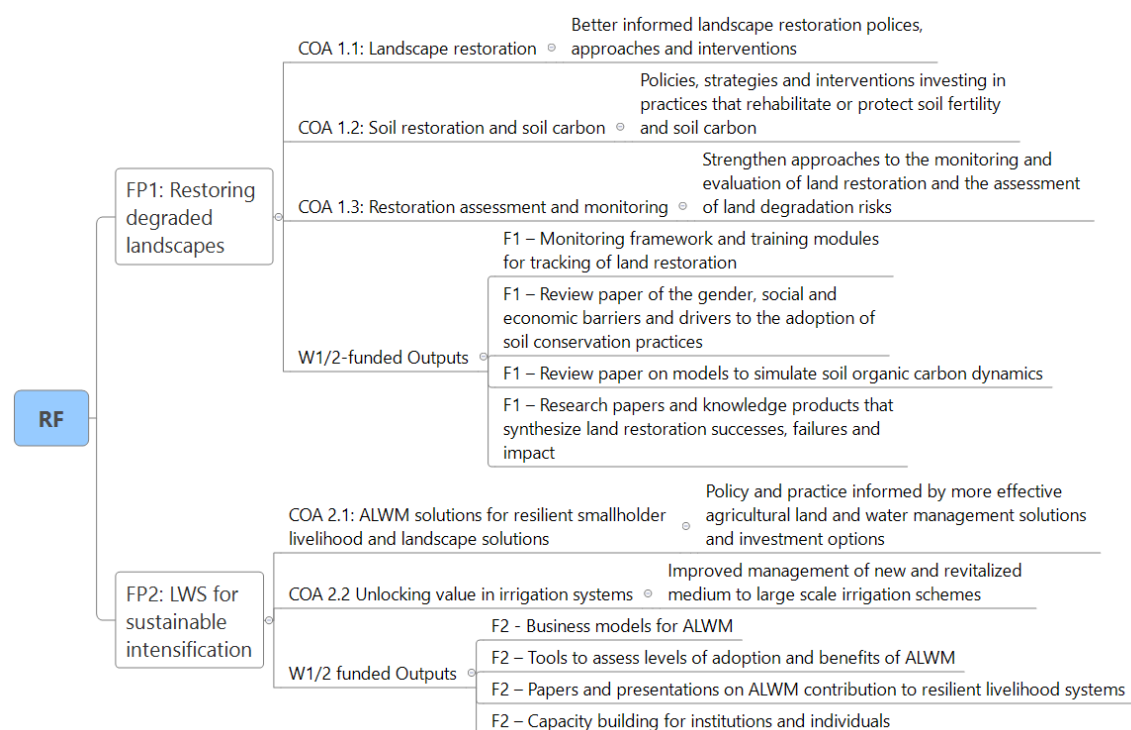 RF
FP1: Restoring
degraded
landscapes
COA 1.1: Landscape restoration
Better informed landscape restoration polices,
approaches and interventions
COA 1.2: Soil restoration and soil carbon
Policies, strategies and interventions investing in
practices that rehabilitate or protect soil fertility
and soil carbon
COA 1.3: Restoration assessment and monitoring
Strengthen approaches to the monitoring and
evaluation of land restoration and the assessment
of land degradation risks
W1/2-funded Outputs
F1 – Monitoring framework and training modules
for tracking of land restoration
F1 – Review paper of the gender, social and
economic barriers and drivers to the adoption of
soil conservation practices
F1 – Review paper on models to simulate soil organic carbon dynamics
F1 – Research papers and knowledge products that
synthesize land restoration successes, failures and
impact
FP2: LWS for
sustainable
intensification
COA 2.1: ALWM solutions for resilient smallholder
livelihood and landscape solutions
Policy and practice informed by more effective
agricultural land and water management solutions
and investment options
COA 2.2 Unlocking value in irrigation systems
Improved management of new and revitalized
medium to large scale irrigation schemes
W1/2 funded Outputs
F2 - Business models for ALWM
F2 – Tools to assess levels of adoption and benefits of ALWM
F2 – Papers and presentations on ALWM contribution to resilient livelihood systems
F2 – Capacity building for institutions and individuals